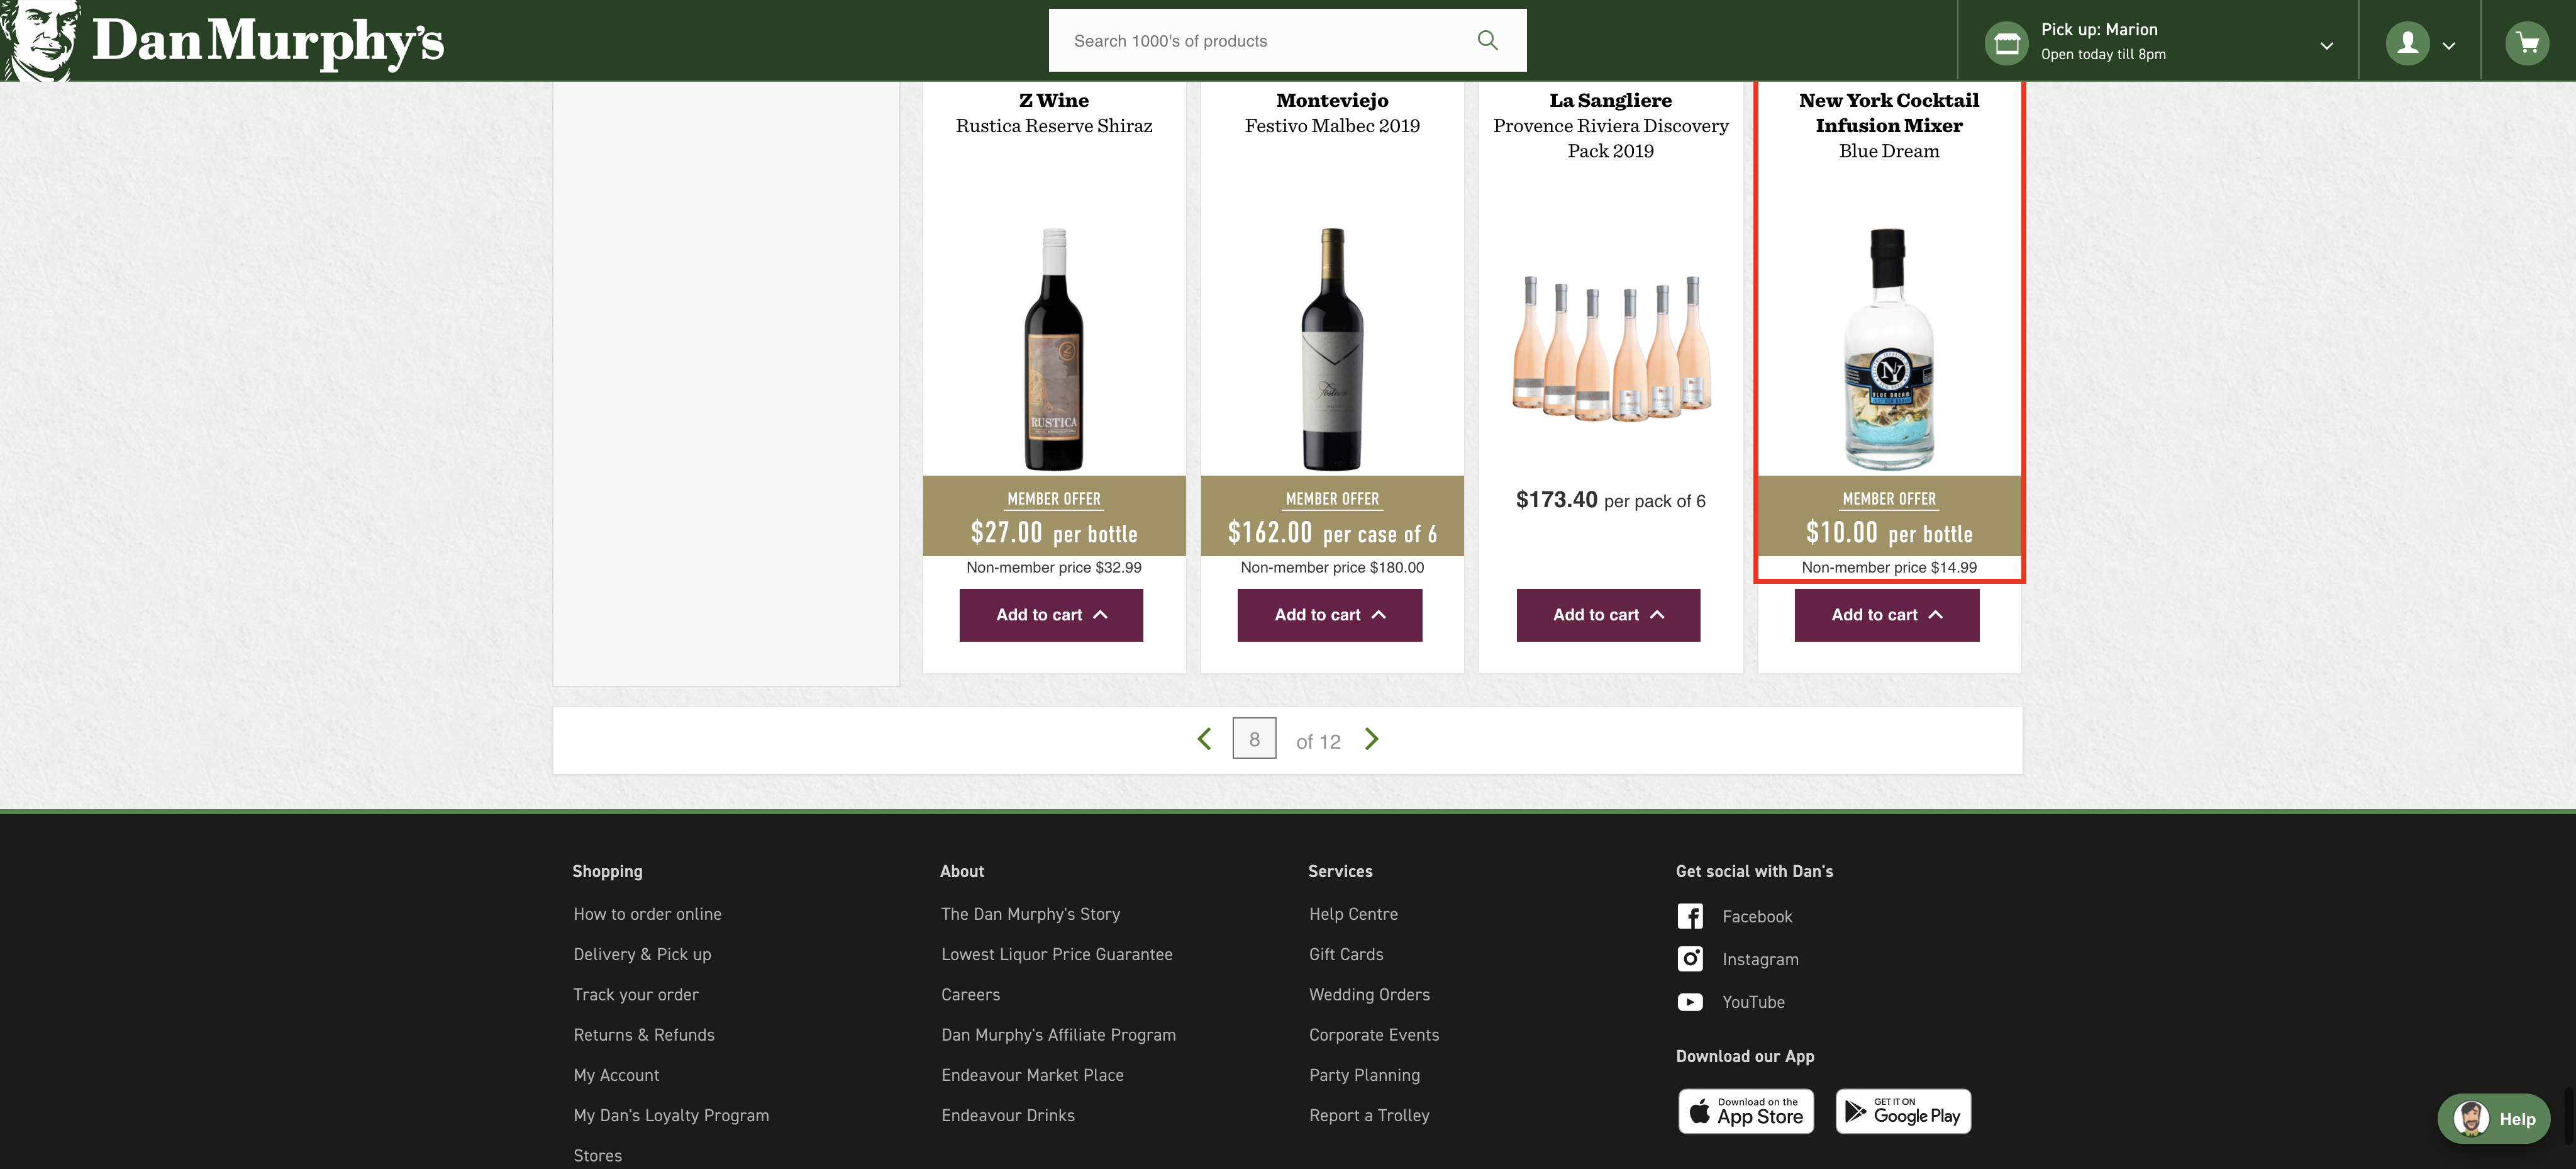 Dan Murphy's
Search 1000's of products
Pick up: Marion
Open today till 8pm
Z Wine
Rustica Reserve Shiraz
RUSTICA
MEMBER OFFER
$27.00 per bottle
Non-member price $32.99
Add to cart
Monteviejo
Festivo Malbec 2019
Festivo
MEMBER OFFER
$162.00 per case of 6
Non-member price $180.00
Add to cart
La Sangliere
Provence Riviera Discovery
Pack 2019
$173.40 per pack of 6
Add to cart
New York Cocktail
Infusion Mixer
Blue Dream
NY
BLUE DREAM
MEMBER OFFER
$10.00 per bottle
Non-member price $14.99
Add to cart
8 of 12
Shopping
How to order online
Delivery & Pick up
Track your order
Returns & Refunds
My Account
My Dan's Loyalty Program
Stores
About
The Dan Murphy's Story
Lowest Liquor Price Guarantee
Careers
Dan Murphy's Affiliate Program
Endeavour Market Place
Endeavour Drinks
Services
Help Centre
Gift Cards
Wedding Orders
Corporate Events
Party Planning
Report a Trolley
Get social with Dan's
Facebook
Instagram
YouTube
Download our App
Download on the
App Store
GET IT ON
Google Play
Help